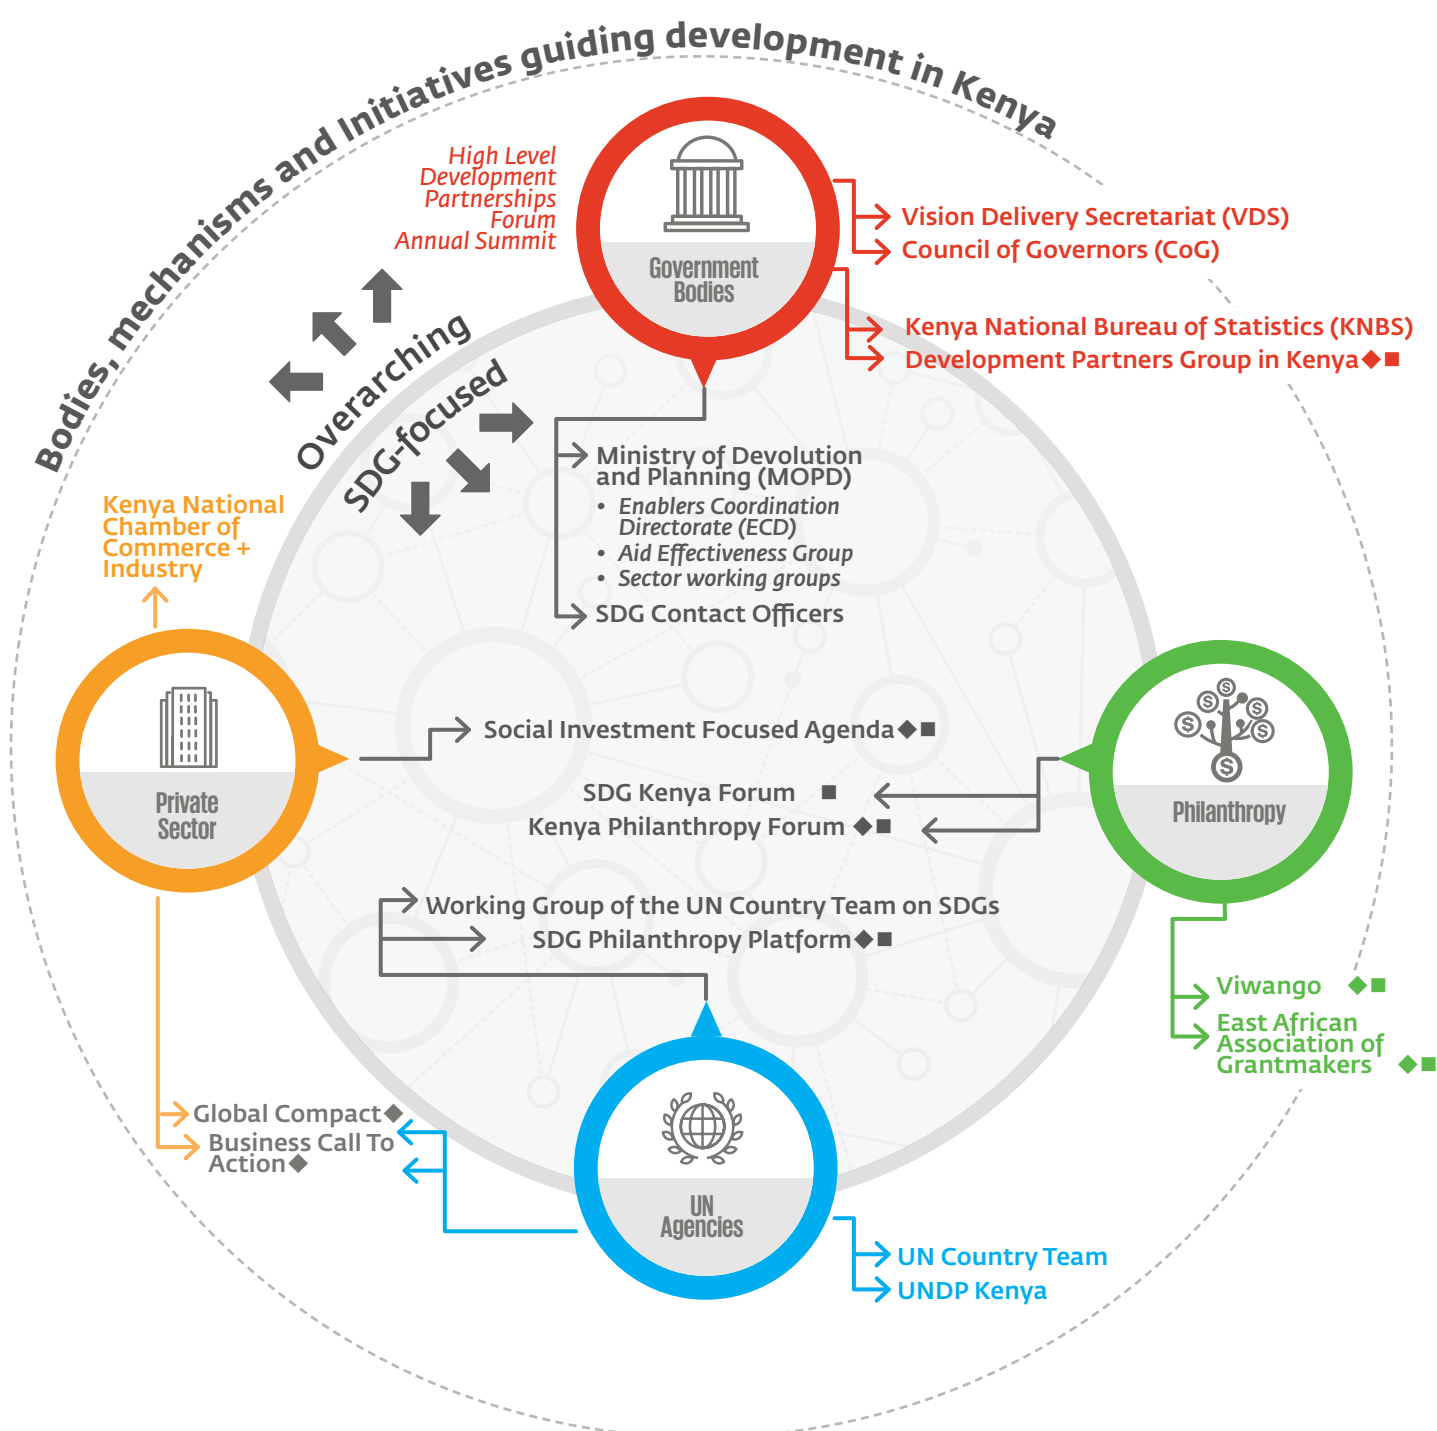 Bodies, mechanisms and Initiatives guiding development in Kenya
High Level
Development
Partnerships
Forum
Annual Summit
Government
Bodies
Vision Delivery Secretariat (VDS)
Council of Governors (CoG)
Kenya National Bureau of Statistics (KNBS)
Development Partners Group in Kenya◆■
Overarching
SDG-focused
Ministry of Devolution
and Planning (MOPD)
• Enablers Coordination
Directorate (ECD)
• Aid Effectiveness Group
• Sector working groups
SDG Contact Officers
Kenya National
Chamber of
Commerce +
Industry
Private
Sector
Social Investment Focused Agenda◆■
SDG Kenya Forum ■
Kenya Philanthropy Forum ◆■
$
$
$
$
$
$
Philanthropy
Working Group of the UN Country Team on SDGs
SDG Philanthropy Platform◆■
Viwango ◆■
East African
Association of
Grantmakers ◆■
Global Compact◆
Business Call To
Action◆
UN
Agencies
UN Country Team
UNDP Kenya